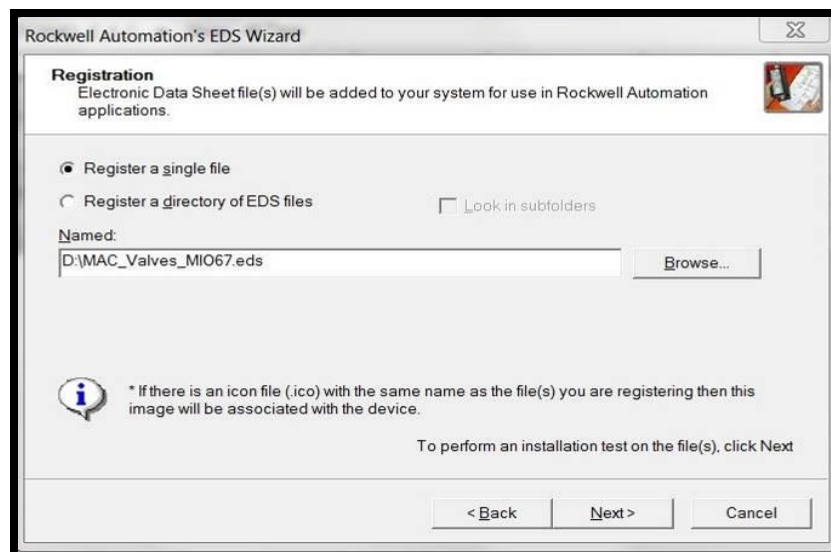 Rockwell Automation's EDS Wizard
Registration
Electronic Data Sheet file(s) will be added to your system for use in Rockwell Automation
applications.
Register a single file
Register a directory of EDS files
Look in subfolders
Named:
D:\MAC_Valves_MIO67.eds
Browse...
* If there is an icon file (.ico) with the same name as the file(s) you are registering then this
image will be associated with the device.
To perform an installation test on the file(s), click Next
< Back
Next >
Cancel